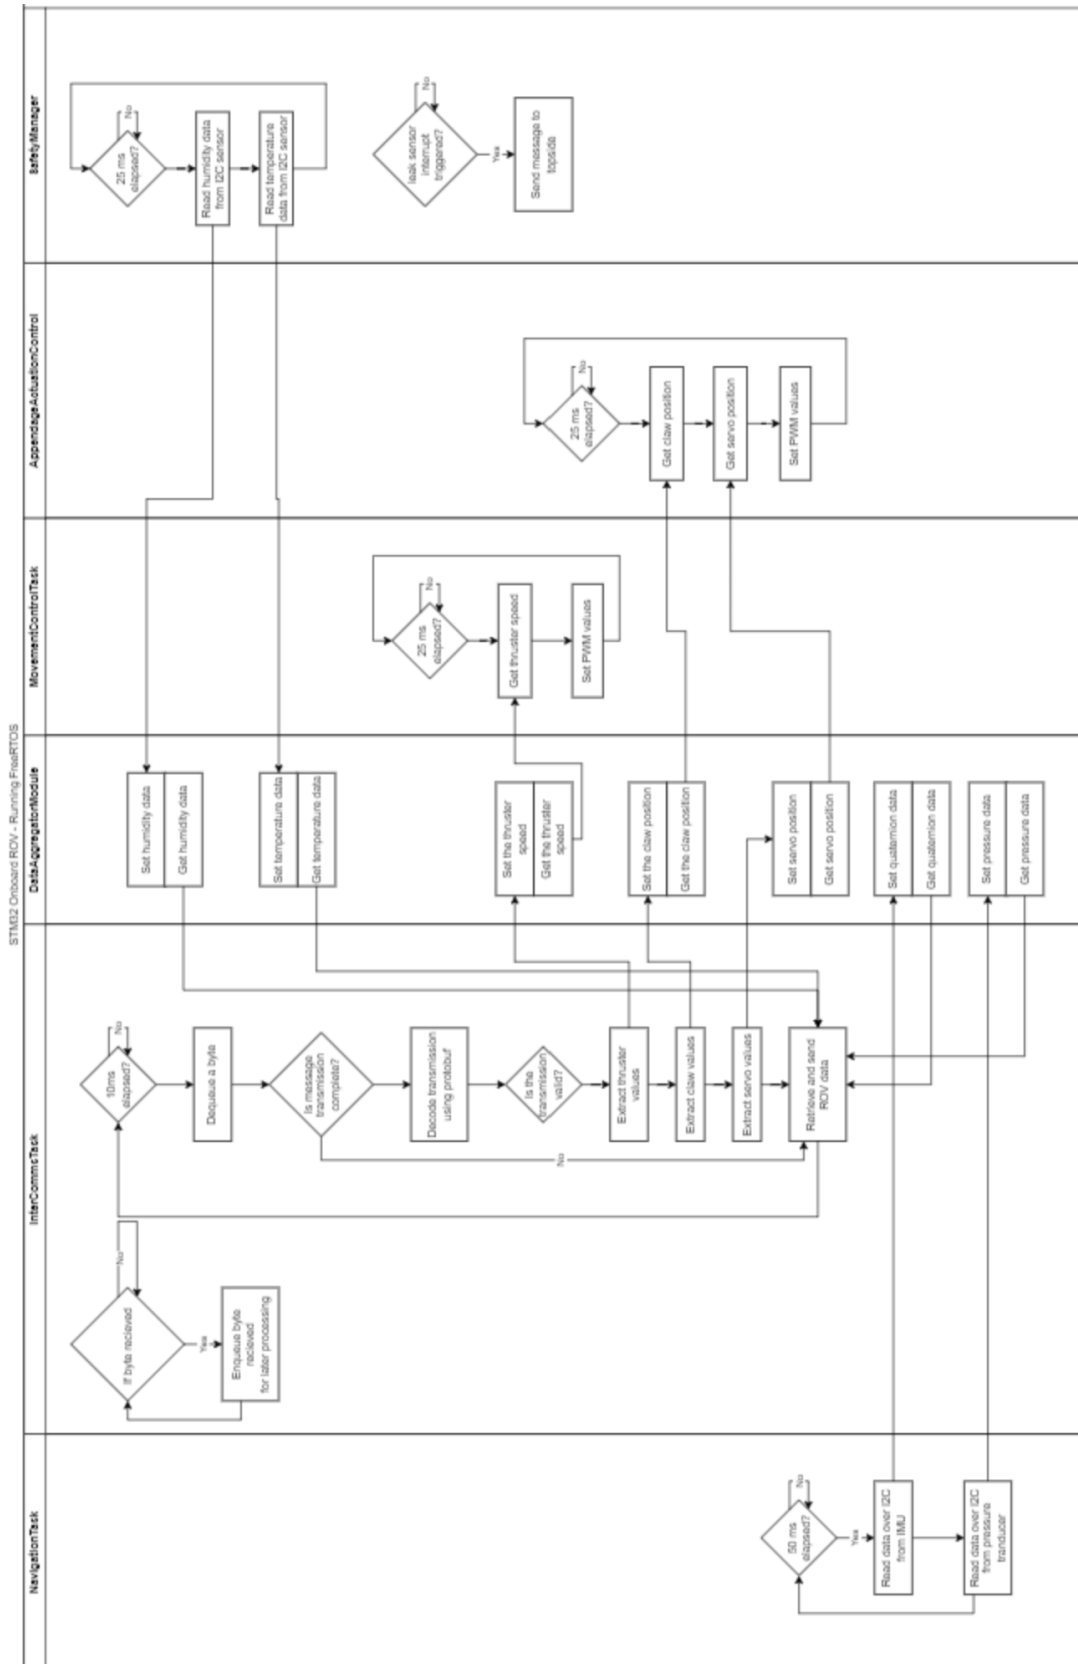 STM32 Onboard ROV - Running FreeRTOS
NavigationTask
InterCommsTask
DataAggregatorModule
MovementControlTask
AppendageActuationControl
SafetyManager
50 ms
elapsed?
No
Yes
Read data over I2C
from IMU
Read data over I2C
from pressure
tranducer
If byte recieved
No
Yes
Enqueue byte
recieved
for later processing
10ms
elapsed?
No
Dequeue a byte
Is message
transmission
complete?
No
Decode transmission
using protobuf
Is the
transmission
valid?
Extract thruster
values
Extract claw values
Extract servo values
Retrieve and send
ROV data
Set humidity data
Get humidity data
Set temperature data
Get temperature data
Set the thruster
speed
Get the thruster
speed
Set the claw position
Get the claw position
Set servo position
Get servo position
Set quaternion data
Get quaternion data
Set pressure data
Get pressure data
25 ms
elapsed?
No
Get thruster speed
Set PWM values
25 ms
elapsed?
No
Get claw position
Get servo position
Set PWM values
25 ms
elapsed?
No
Read humidity data
from I2C sensor
Read temperature
data from I2C sensor
leak sensor
interrupt
triggered?
No
Yes
Send message to
topside